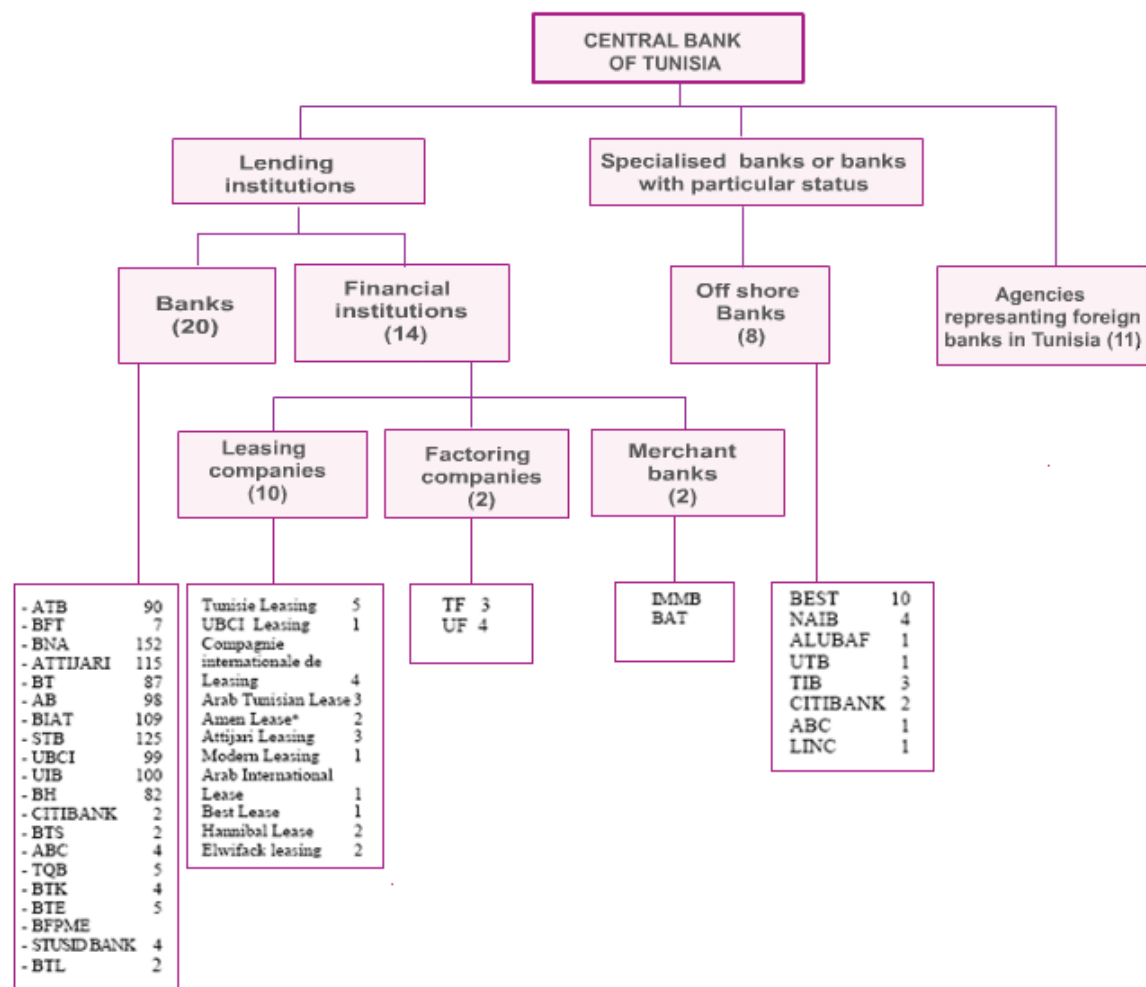 CENTRAL BANK
OF TUNISIA
Lending
institutions
Specialised banks or banks
with particular status
Banks
(20)
Financial
institutions
(14)
Off shore
Banks
(8)
Agencies
represanting foreign
banks in Tunisia (11)
Leasing
companies
(10)
Factoring
companies
(2)
Merchant
banks
(2)
- ATB 90
- BFT 7
- BNA 152
- ATTIJARI 115
- BT 87
- AB 98
- BIAT 109
- STB 125
- UBCI 99
- UIB 100
- BH 82
- CITIBANK 2
- BTS 2
- ABC 4
- TQB 5
- BTK 4
- BTE 5
- BFPME
- STUSID BANK 4
- BTL 2
Tunisie Leasing 5
UBCI Leasing 1
Compagnie
internationale de
Leasing 4
Arab Tunisian Lease 3
Amen Lease* 2
Attijari Leasing 3
Modern Leasing 1
Arab International
Lease 1
Best Lease 1
Hannibal Lease 2
Elwifack leasing 2
TF 3
UF 4
IMMB
BAT
BEST 10
NAIB 4
ALUBAF 1
UTB 1
TIB 3
CITIBANK 2
ABC 1
LINC 1